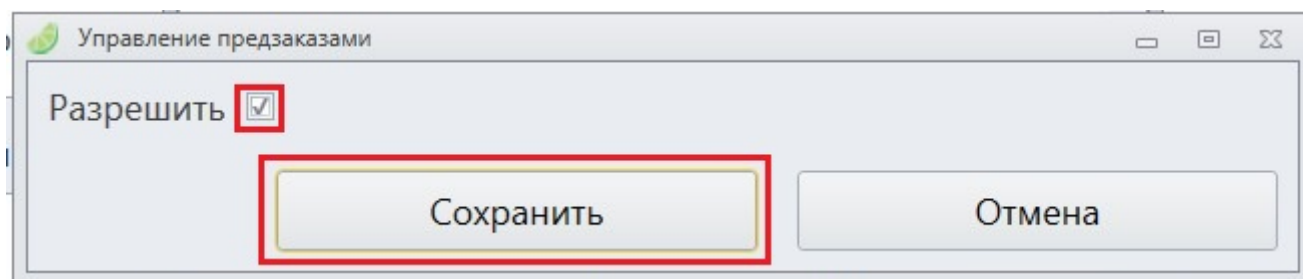 Управление предзаказами
Разрешить
Сохранить Отмена